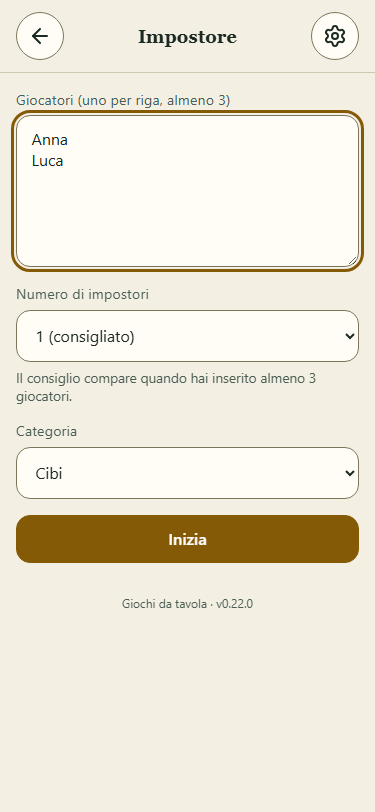 Impostore
Giocatori (uno per riga, almeno 3)
Anna
Luca
Numero di impostori
1 (consigliato)
Il consiglio compare quando hai inserito almeno 3
giocatori.
Categoria
Cibi
Inizia
Giochi da tavola · v0.22.0